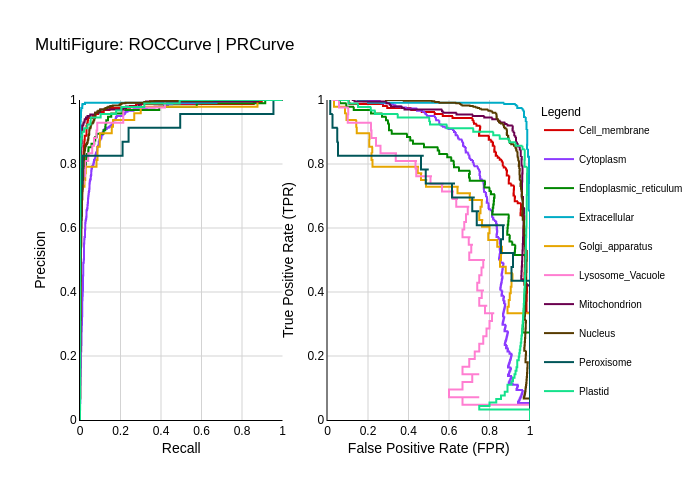 MultiFigure: ROCCurve | PRCurve
Precision
1
0.8
0.6
0.4
0.2
0
0 0.2 0.4 0.6 0.8 1
Recall
True Positive Rate (TPR)
1
0.8
0.6
0.4
0.2
0
0 0.2 0.4 0.6 0.8 1
False Positive Rate (FPR)
Legend
Cell_membrane
Cytoplasm
Endoplasmic_reticulum
Extracellular
Golgi_apparatus
Lysosome_Vacuole
Mitochondrion
Nucleus
Peroxisome
Plastid